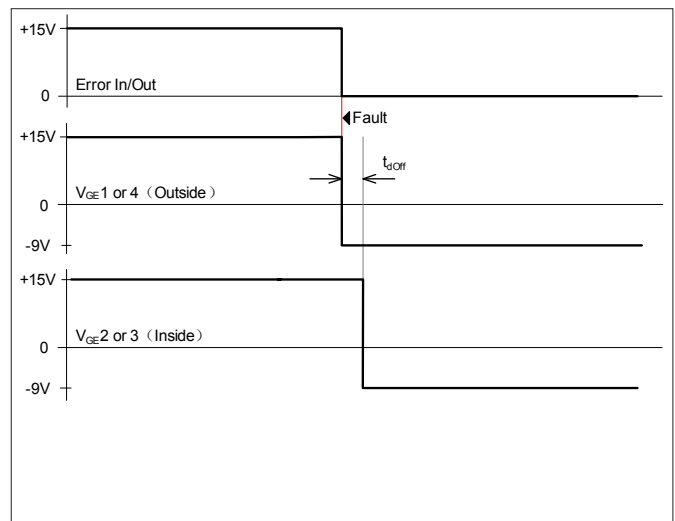 +15V
Error In/Out
0
◀Fault
+15V
tdOff
VGE1 or 4（Outside）
0
-9V
+15V
VGE2 or 3（Inside）
0
-9V